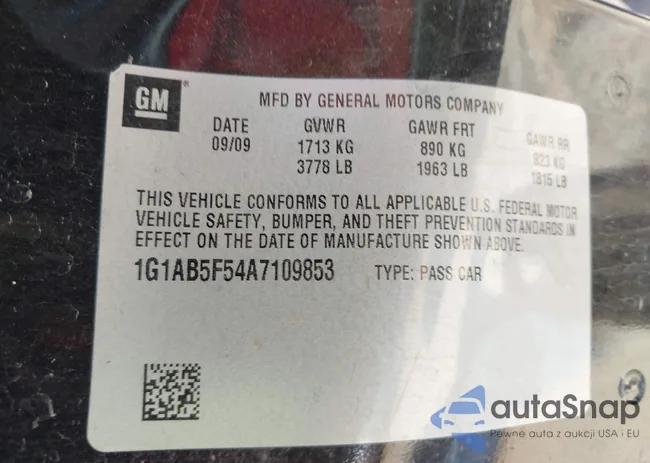 GM
MFD BY GENERAL MOTORS COMPANY
DATE GVWR GAWR FRT GAWR RR
09/09 1713 KG 890 KG 823 KG
3778 LB 1963 LB 1815 LB
THIS VEHICLE CONFORMS TO ALL APPLICABLE U.S. FEDERAL MOTOR
VEHICLE SAFETY, BUMPER, AND THEFT PREVENTION STANDARDS IN
EFFECT ON THE DATE OF MANUFACTURE SHOWN ABOVE.
1G1AB5F54A7109853 TYPE: PASS CAR
autaSnap
Pewne auta z aukcji USA i EU